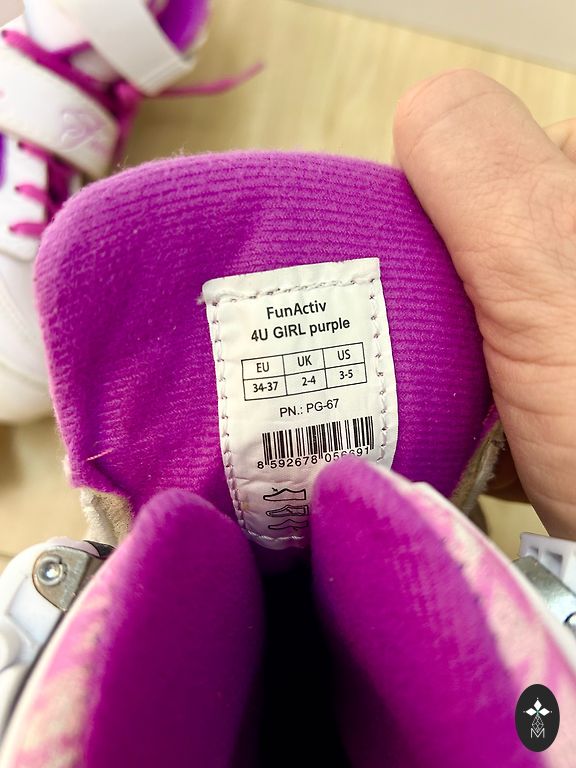 FunActiv
4U GIRL purple
EU UK US
34-37 2-4 3-5
PN.: PG-67
8 592678 056691
M